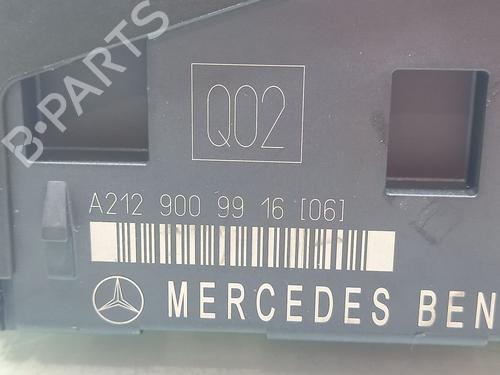 B·PARTS
Q02
A212 900 99 16 [06]
MERCEDES BEN